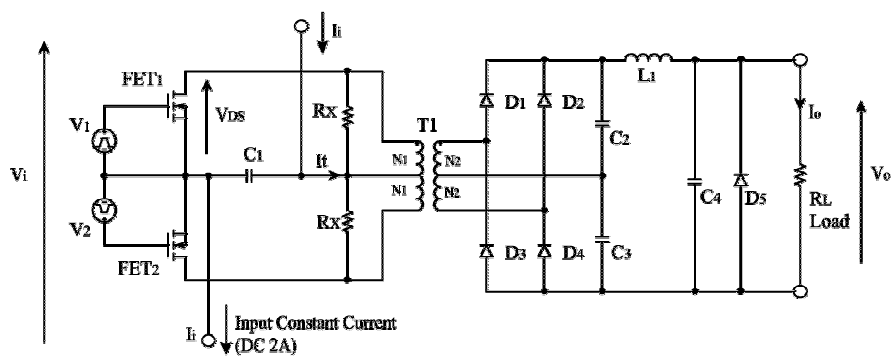 Ii
FET1
VDS
RX
T1
V1
C1
It
N1
N2
N1
N2
Vi
V2
RX
FET2
Ii
Input Constant Current
(DC 2A)
D1
D2
C2
L1
Io
C4
D5
RL
Load
Vo
D3
D4
C3